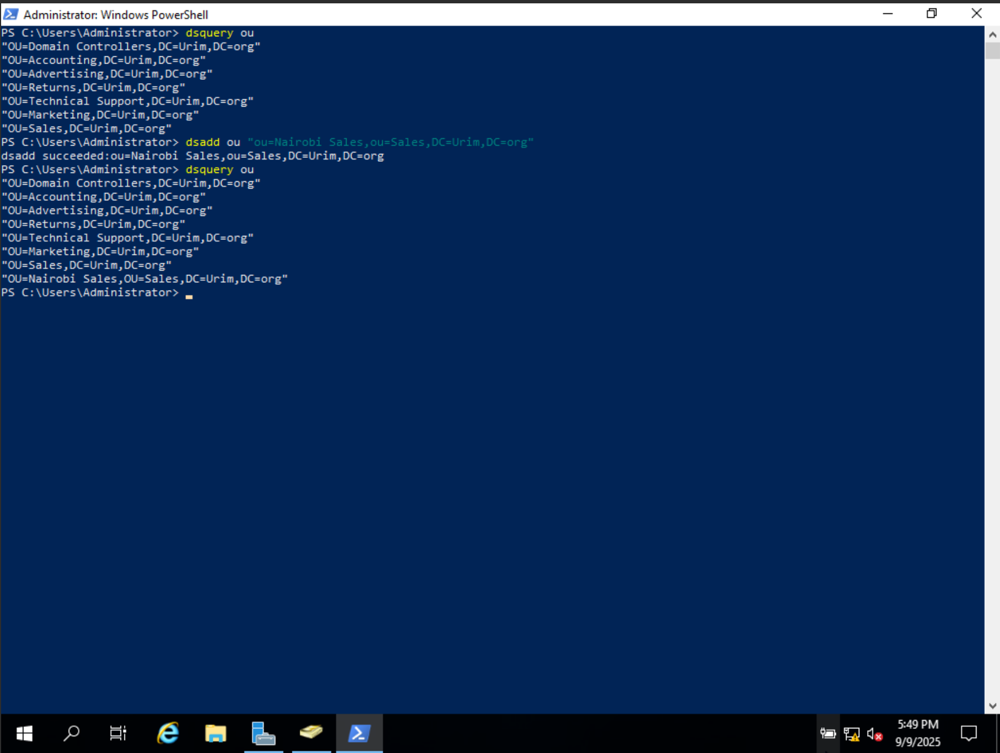 Administrator: Windows PowerShell
PS C:\Users\Administrator> dsquery ou
"OU=Domain Controllers,DC=Urim,DC=org"
"OU=Accounting,DC=Urim,DC=org"
"OU=Advertising,DC=Urim,DC=org"
"OU=Returns,DC=Urim,DC=org"
"OU=Technical Support,DC=Urim,DC=org"
"OU=Marketing,DC=Urim,DC=org"
"OU=Sales,DC=Urim,DC=org"
PS C:\Users\Administrator> dsadd ou "ou=Nairobi Sales,ou=Sales,DC=Urim,DC=org"
dsadd succeeded:ou=Nairobi Sales,ou=Sales,DC=Urim,DC=org
PS C:\Users\Administrator> dsquery ou
"OU=Domain Controllers,DC=Urim,DC=org"
"OU=Accounting,DC=Urim,DC=org"
"OU=Advertising,DC=Urim,DC=org"
"OU=Returns,DC=Urim,DC=org"
"OU=Technical Support,DC=Urim,DC=org"
"OU=Marketing,DC=Urim,DC=org"
"OU=Sales,DC=Urim,DC=org"
"OU=Nairobi Sales,OU=Sales,DC=Urim,DC=org"
PS C:\Users\Administrator>
5:49 PM
9/9/2025